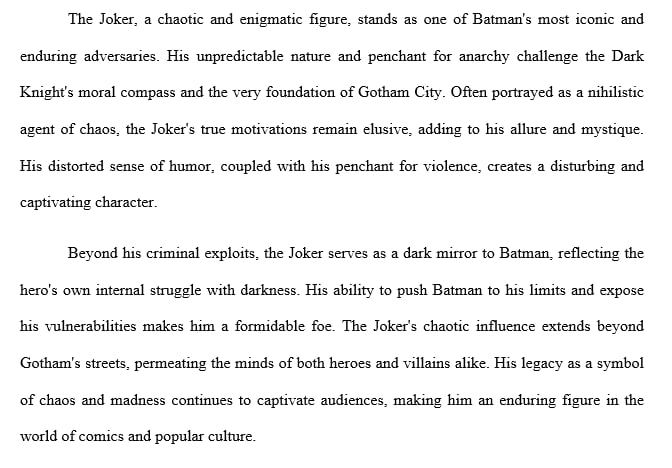 The Joker, a chaotic and enigmatic figure, stands as one of Batman's most iconic and
enduring adversaries. His unpredictable nature and penchant for anarchy challenge the Dark
Knight's moral compass and the very foundation of Gotham City. Often portrayed as a nihilistic
agent of chaos, the Joker's true motivations remain elusive, adding to his allure and mystique.
His distorted sense of humor, coupled with his penchant for violence, creates a disturbing and
captivating character.
Beyond his criminal exploits, the Joker serves as a dark mirror to Batman, reflecting the
hero's own internal struggle with darkness. His ability to push Batman to his limits and expose
his vulnerabilities makes him a formidable foe. The Joker's chaotic influence extends beyond
Gotham's streets, permeating the minds of both heroes and villains alike. His legacy as a symbol
of chaos and madness continues to captivate audiences, making him an enduring figure in the
world of comics and popular culture.